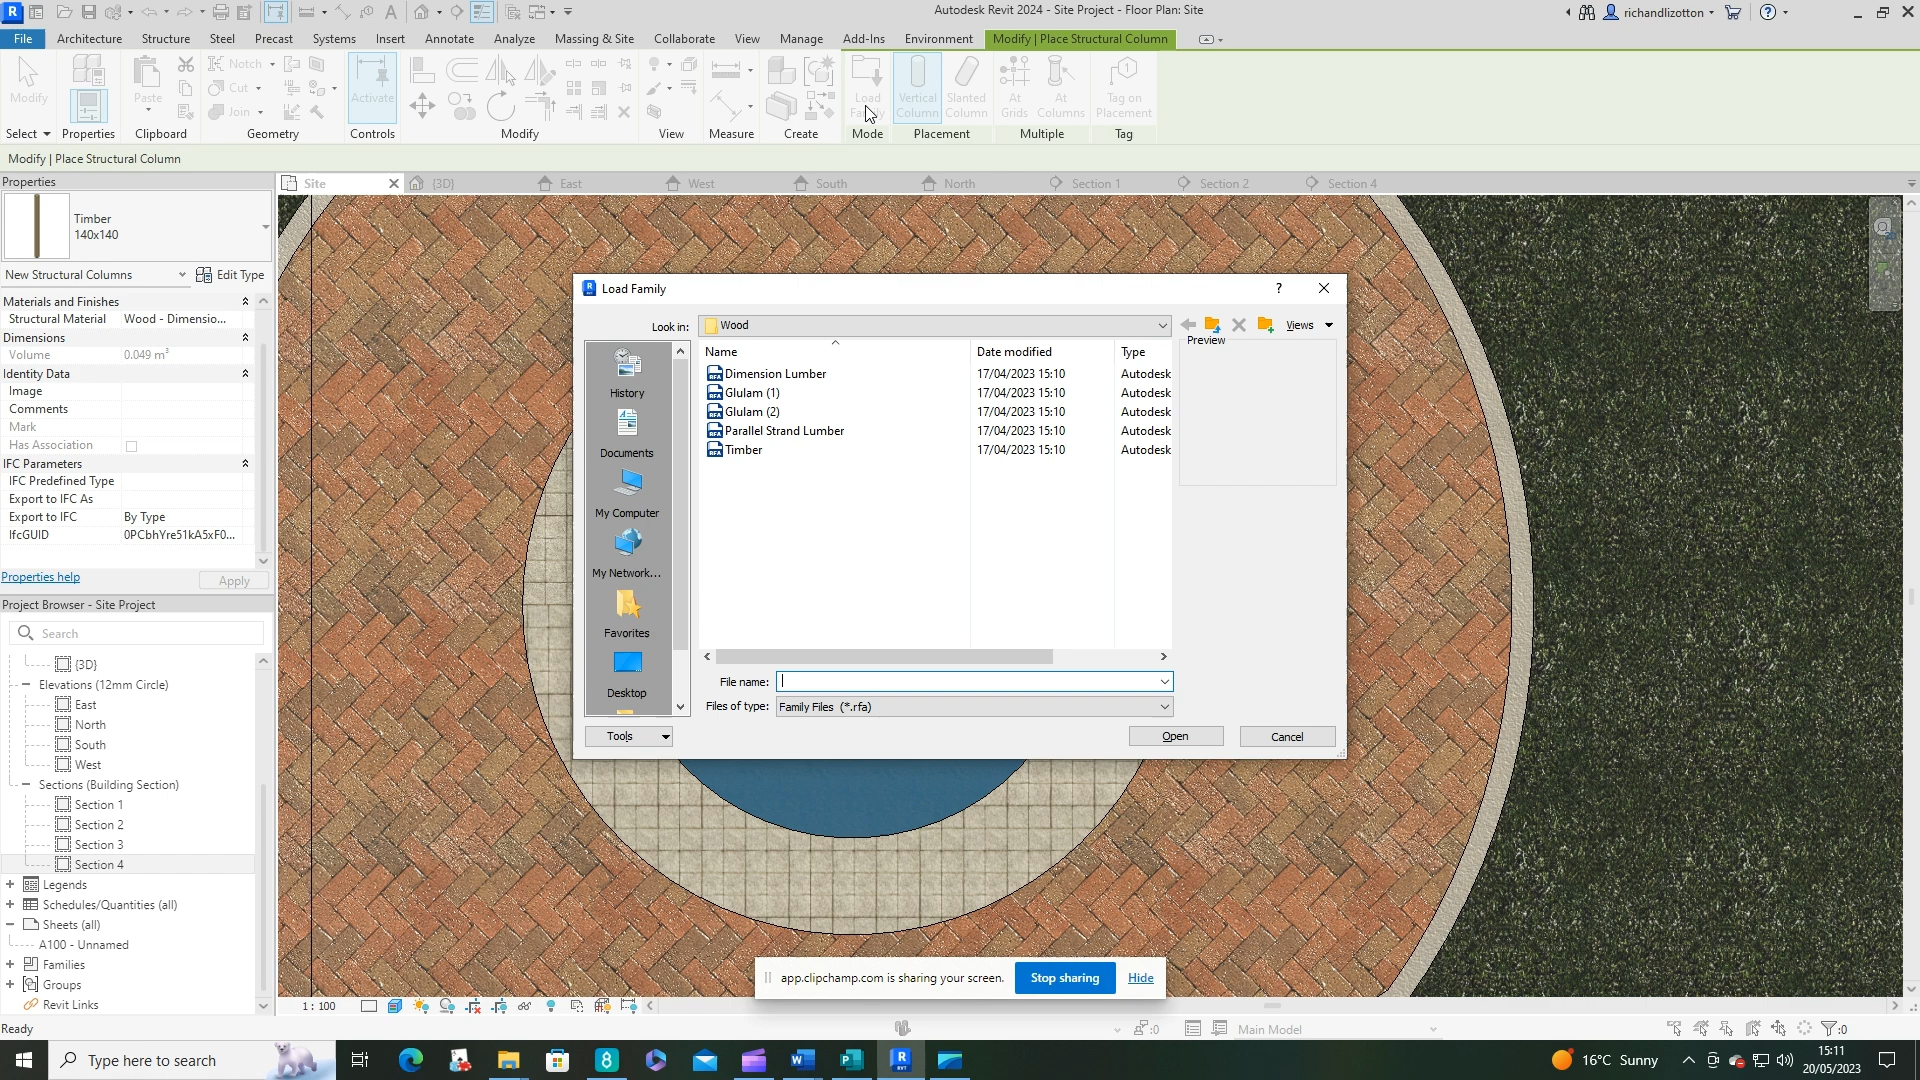 Autodesk Revit 2024 - Site Project - Floor Plan: Site
richandlizotton
File Architecture Structure Steel Precast Systems Insert Annotate Analyze Massing & Site Collaborate View Manage Add-Ins Environment Modify | Place Structural Column
Modify Paste Notch Cut Join Activate Load Family Vertical Column Slanted Column At Grids At Columns Tag on Placement
Select Properties Clipboard Geometry Controls Modify View Measure Create Mode Placement Multiple Tag
Modify | Place Structural Column
Properties
Site {3D} East West South North Section 1 Section 2 Section 4
Timber
140x140
New Structural Columns Edit Type
Materials and Finishes
Structural Material Wood - Dimensio...
Dimensions
Volume 0.049 m³
Identity Data
Image
Comments
Mark
Has Association
IFC Parameters
IFC Predefined Type
Export to IFC As
Export to IFC By Type
IfcGUID 0PCbhYre51kA5xF0...
Properties help Apply
Project Browser - Site Project
Search
{3D}
Elevations (12mm Circle)
East
North
South
West
Sections (Building Section)
Section 1
Section 2
Section 3
Section 4
Legends
Schedules/Quantities (all)
Sheets (all)
A100 - Unnamed
Families
Groups
Revit Links
Load Family
Look in: Wood Views
Preview
Name Date modified Type
Dimension Lumber 17/04/2023 15:10 Autodesk
Glulam (1) 17/04/2023 15:10 Autodesk
Glulam (2) 17/04/2023 15:10 Autodesk
Parallel Strand Lumber 17/04/2023 15:10 Autodesk
Timber 17/04/2023 15:10 Autodesk
History
Documents
My Computer
My Network...
Favorites
Desktop
File name:
Files of type: Family Files (*.rfa)
Tools Open Cancel
app.clipchamp.com is sharing your screen. Stop sharing Hide
1 : 100
Ready :0 Main Model :0
Type here to search 16°C Sunny 15:11
20/05/2023